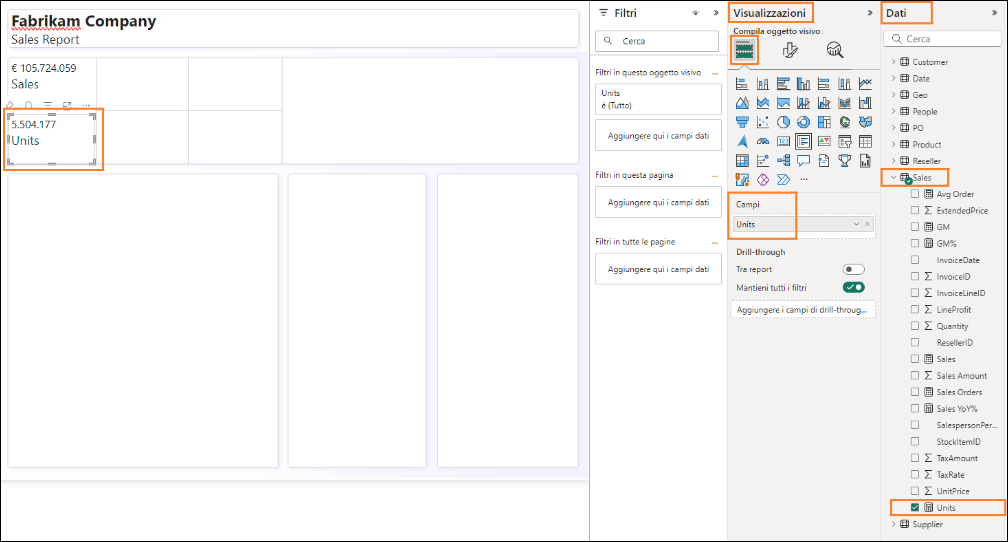 Fabrikam Company
Sales Report
€ 105.724.059
Sales
5.504.177
Units
Filtri
Cerca
Filtri in questo oggetto visivo
Units
è (Tutto)
Aggiungere qui i campi dati
Filtri in questa pagina
Aggiungere qui i campi dati
Filtri in tutte le pagine
Aggiungere qui i campi dati
Visualizzazioni
Compila oggetto visivo
Campi
Units
Drill-through
Tra report
Mantieni tutti i filtri
Aggiungere i campi di drill-throug...
Dati
Cerca
Customer
Date
Geo
People
PO
Product
Reseller
Sales
Avg Order
ExtendedPrice
GM
GM%
InvoiceDate
InvoiceID
InvoiceLineID
LineProfit
Quantity
ResellerID
Sales
Sales Amount
Sales Orders
Sales YoY%
SalespersonPer...
StockItemID
TaxAmount
TaxRate
UnitPrice
Units
Supplier